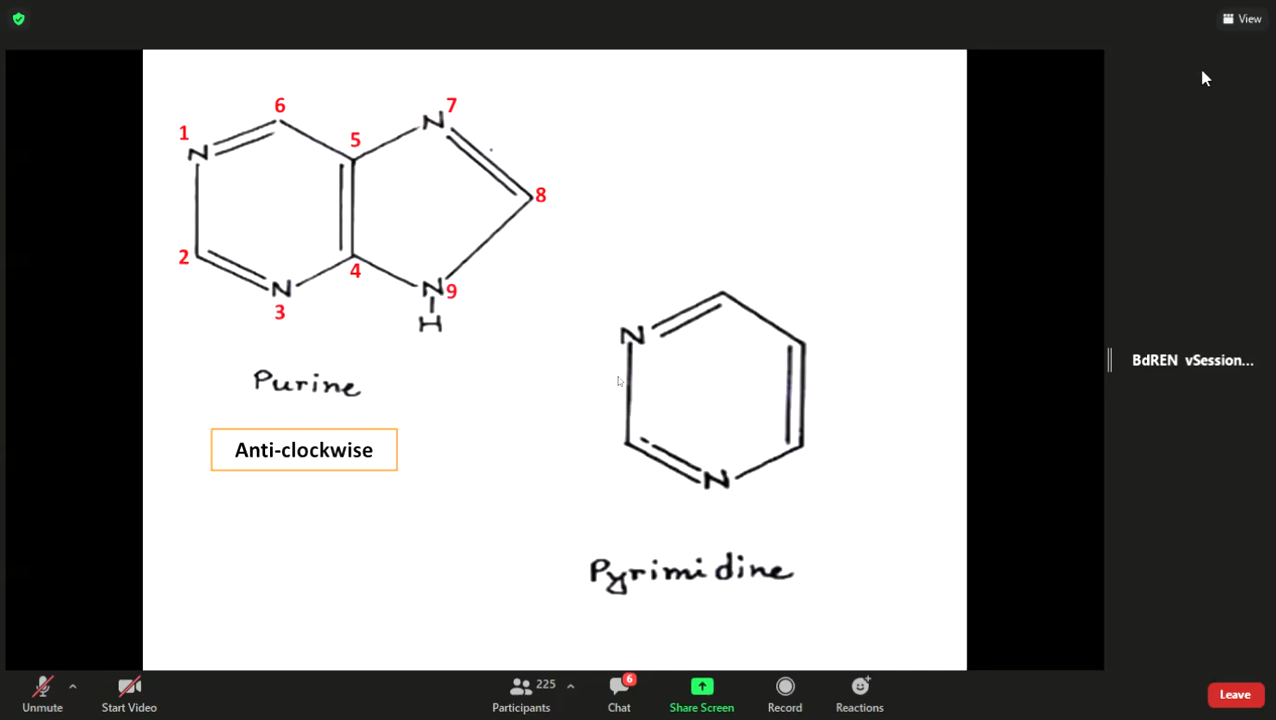 View
6
7
1
N
5
N
8
2
4
N
N
9
3
H
N
Purine
BdREN vSession...
Anti-clockwise
N
Pyrimidine
225
6
Unmute
Start Video
Participants
Chat
Share Screen
Record
Reactions
Leave